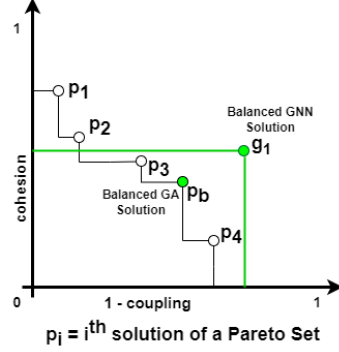 1
p1
p2
Balanced GNN
Solution
g1
p3
Balanced GA
Solution
pb
p4
cohesion
0
1 - coupling
1
pi = ith solution of a Pareto Set